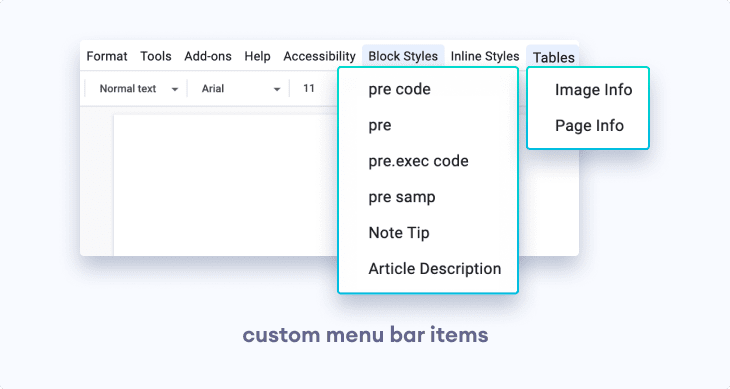 Format Tools Add-ons Help Accessibility Block Styles Inline Styles Tables
Normal text Arial 11
pre code
pre
pre.exec code
pre samp
Note Tip
Article Description
Image Info
Page Info
custom menu bar items